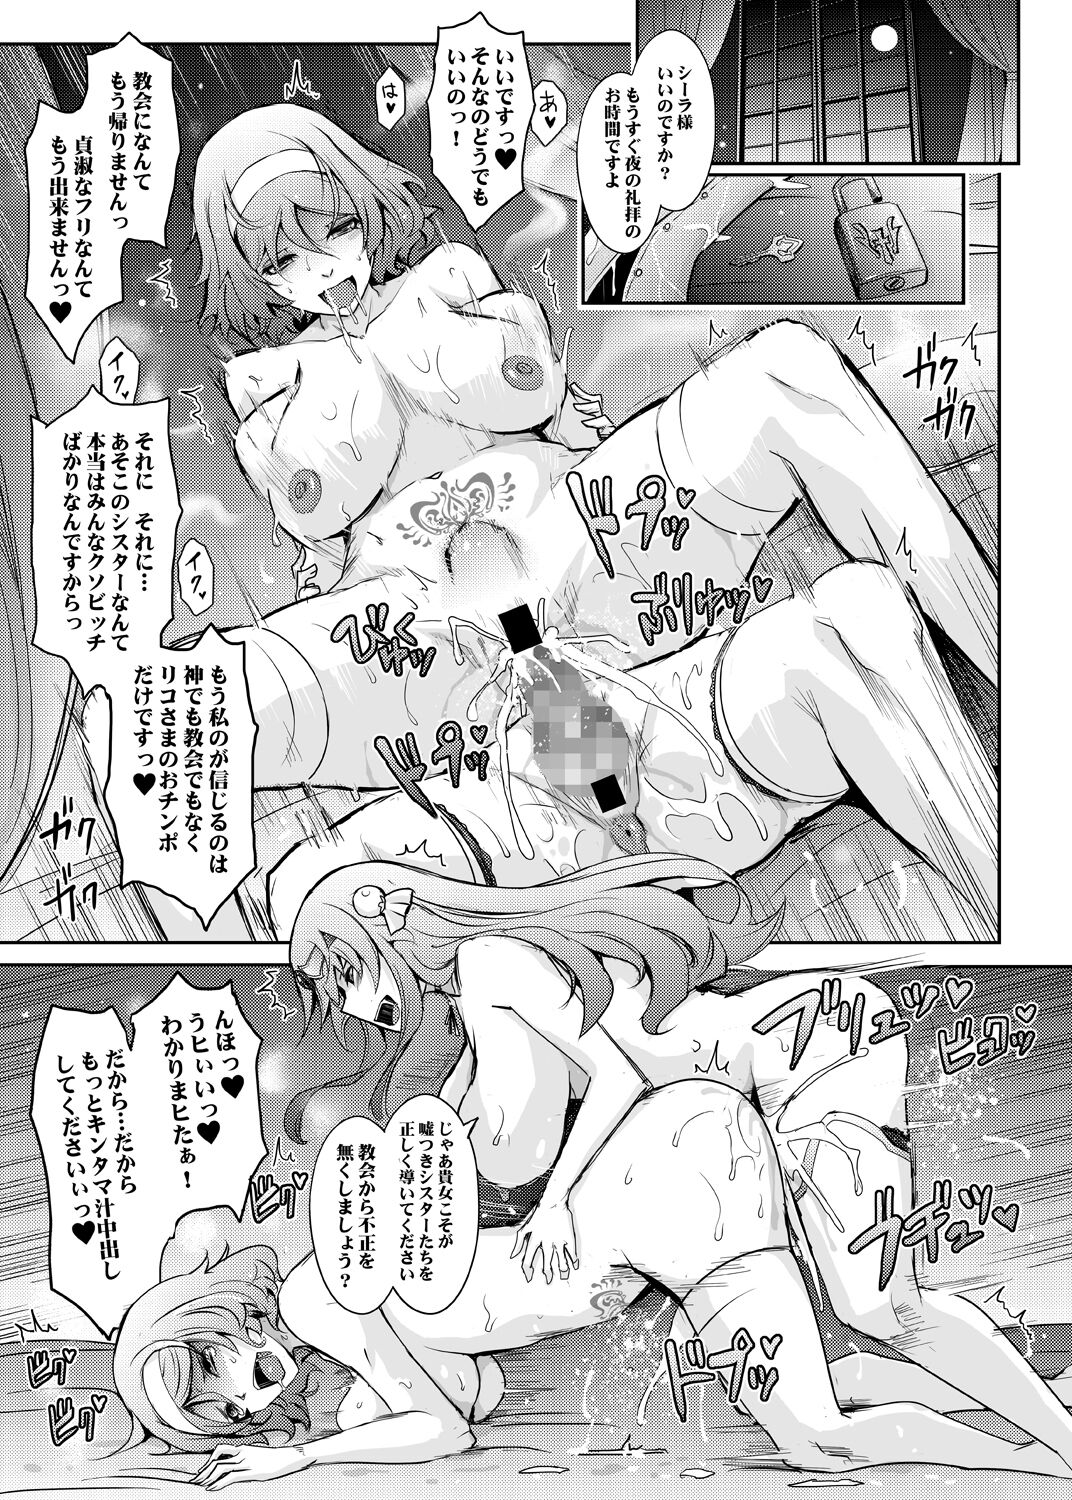 シーラ様
いいのですか?
もうすぐ夜の礼拝の
お時間ですよ
あ♥
いいですっ♥
そんなのどうでも
いいのっ!
は♥
教会になんて
もう帰りませんっ
貞淑なフリなんて
もう出来ませんっ♥
イク♥
ガク
ガクッ
それに それに…
あそこのシスターなんて
本当はみんなクソビッチ
ばかりなんですからっ
イク♥
ドプッ♥
ぶりゅッ♥
びゅく
びゅッ
ドプッ♥
もう私のが信じるのは
神でも教会でもなく
リコさまのおチンポ
だけですっ♥
ガク
ガク
ブリュッ♥
ビュクッ♥
んほっ♥
うヒぃいっ♥
わかりまヒたぁ!
だから…だから
もっとキンタマ汁中出し
してくださいぃっ♥
じゃあ貴女こそが
嘘つきシスターたちを
正しく導いてください
教会から不正を
無くしましょう?
ビク
ビク♥
ブギュッ♥
ドプッ♥
ビク♥
ビク♥